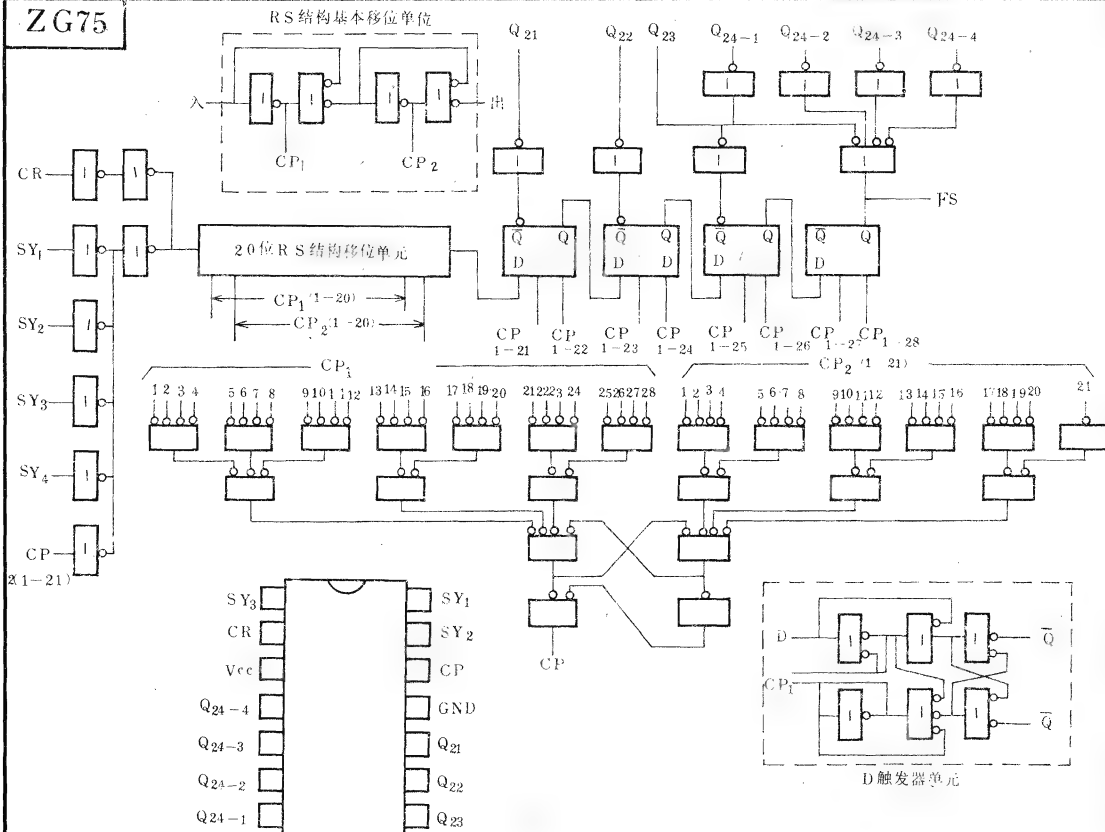 ZG75
RS结构基本移位单位
入
出
CP1
CP2
Q21
Q22
Q23
Q24-1
Q24-2
Q24-3
Q24-4
CR
SY1
SY2
SY3
SY4
CP
2(1-21)
20位RS结构移位单元
CP1(1-20)
CP2(1-20)
Q̅ Q
D
Q̅ Q
D D
Q̅ Q
D
Q̅ Q
D
FS
CP
1-21
CP
1-22
CP
1-23
CP
1-24
CP
1-25
CP
1-26
CP
1-27
CP
1-28
CP1
CP2(1 21)
1 2 3 4
5 6 7 8
9 10 11 12
13 14 15 16
17 18 19 20
21 22 23 24
25 26 27 28
1 2 3 4
5 6 7 8
9 10 11 12
13 14 15 16
17 18 19 20
21
CP
SY3
SY1
CR
SY2
Vcc
CP
Q24-4
GND
Q24-3
Q21
Q24-2
Q22
Q24-1
Q23
D
CP1
Q̅
Q̅
D触发器单元